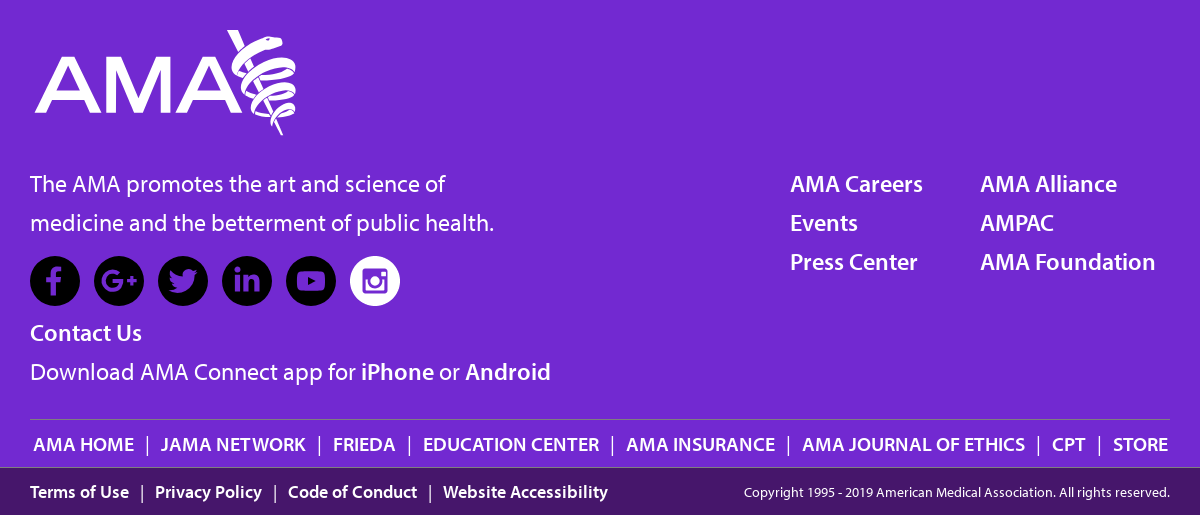 AMA
The AMA promotes the art and science of
medicine and the betterment of public health.
Contact Us
Download AMA Connect app for iPhone or Android
AMA Careers
Events
Press Center
AMA Alliance
AMPAC
AMA Foundation
AMA HOME | JAMA NETWORK | FRIEDA | EDUCATION CENTER | AMA INSURANCE | AMA JOURNAL OF ETHICS | CPT | STORE
Terms of Use | Privacy Policy | Code of Conduct | Website Accessibility
Copyright 1995 - 2019 American Medical Association. All rights reserved.